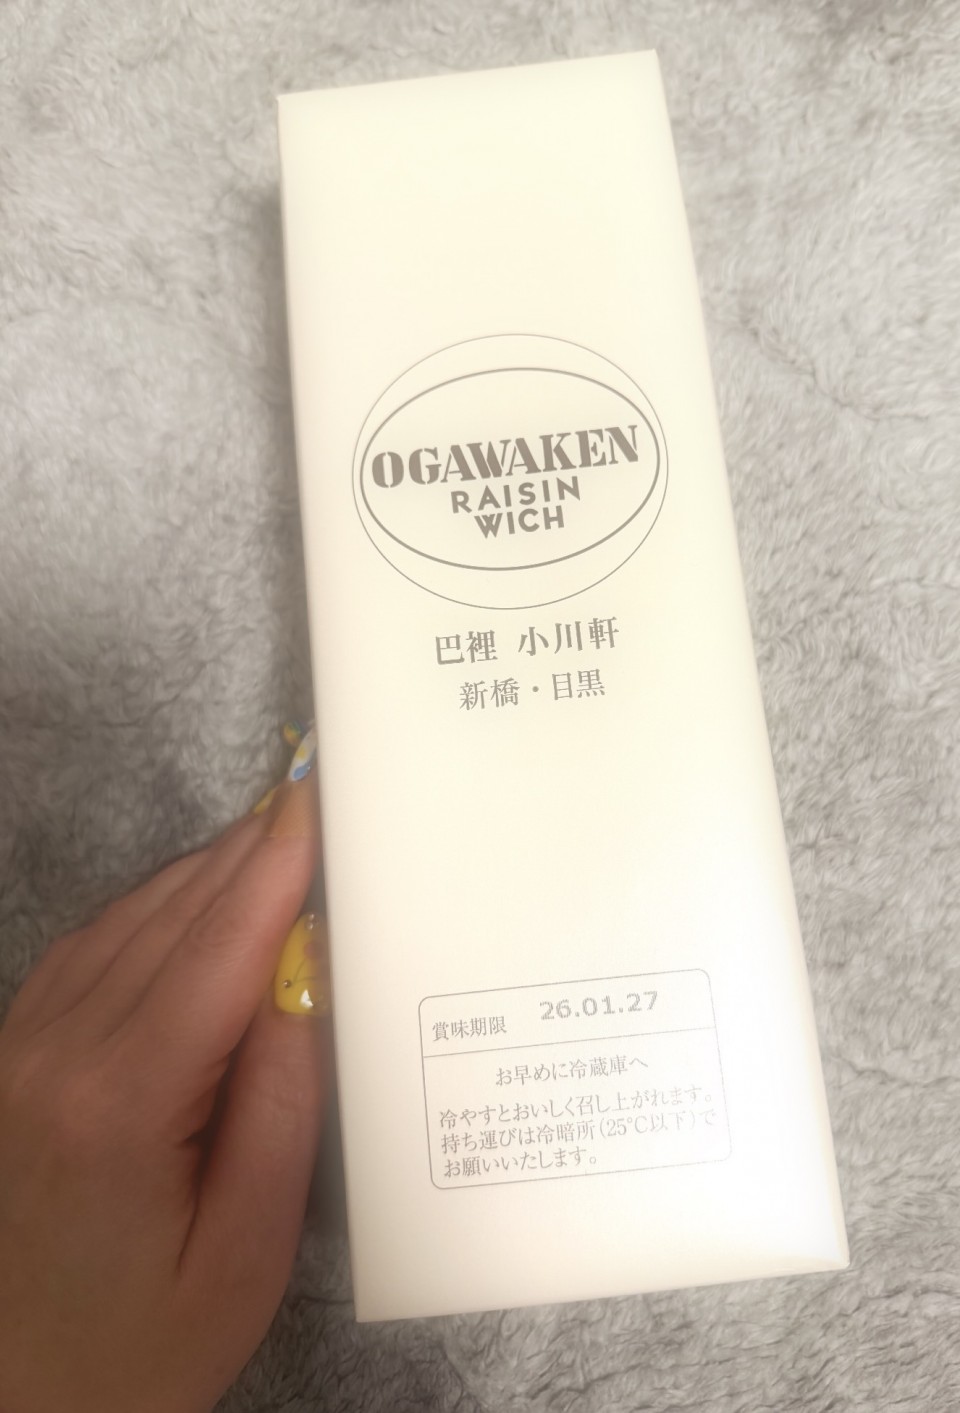 OGAWAKEN
RAISIN
WICH
巴裡 小川軒
新橋・目黒
賞味期限 26.01.27
お早めに冷蔵庫へ
冷やすとおいしく召し上がれます。
持ち運びは冷暗所(25℃以下)で
お願いいたします。